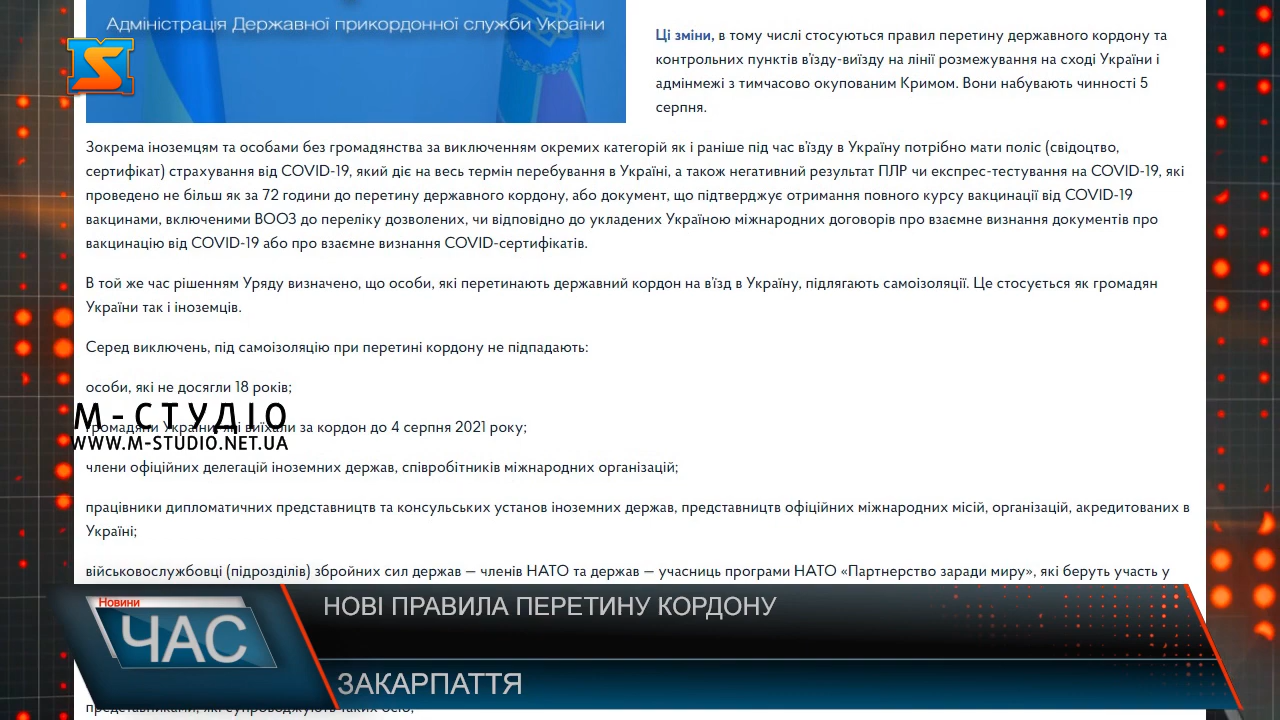 Адміністрація Державної прикордонної служби України
Ці зміни, в тому числі стосуються правил перетину державного кордону та
контрольних пунктів в'їзду-виїзду на лінії розмежування на сході України і
адмінмежі з тимчасово окупованим Кримом. Вони набувають чинності 5
серпня.
Зокрема іноземцям та особами без громадянства за виключенням окремих категорій як і раніше під час в'їзду в Україну потрібно мати поліс (свідоцтво,
сертифікат) страхування від COVID-19, який діє на весь термін перебування в Україні, а також негативний результат ПЛР чи експрес-тестування на COVID-19, які
проведено не більш як за 72 години до перетину державного кордону, або документ, що підтверджує отримання повного курсу вакцинації від COVID-19
вакцинами, включеними ВООЗ до переліку дозволених, чи відповідно до укладених Україною міжнародних договорів про взаємне визнання документів про
вакцинацію від COVID-19 або про взаємне визнання COVID-сертифікатів.
В той же час рішенням Уряду визначено, що особи, які перетинають державний кордон на в'їзд в Україну, підлягають самоізоляції. Це стосується як громадян
України так і іноземців.
Серед виключень, під самоізоляцію при перетині кордону не підпадають:
особи, які не досягли 18 років;
М-СТУДІО
громадяни України, які виїхали за кордон до 4 серпня 2021 року;
WWW.M-STUDIO.NET.UA
члени офіційних делегацій іноземних держав, співробітників міжнародних організацій;
працівники дипломатичних представництв та консульських установ іноземних держав, представництв офіційних міжнародних місій, організацій, акредитованих в
Україні;
військовослужбовці (підрозділів) збройних сил держав — членів НАТО та держав — учасниць програми НАТО «Партнерство заради миру», які беруть участь у
Новини
ЧАС
НОВІ ПРАВИЛА ПЕРЕТИНУ КОРДОНУ
ЗАКАРПАТТЯ
представниками, які супроводжують таких осіб;